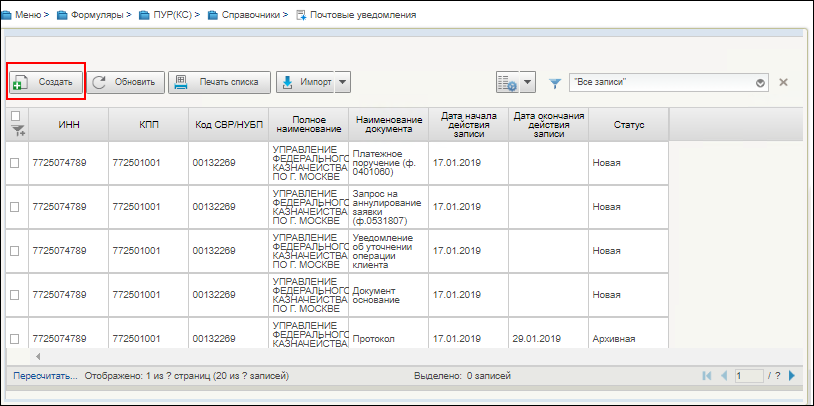 Меню > Формуляры > ПУР(КС) > Справочники > Почтовые уведомления
Создать Обновить Печать списка Импорт "Все записи"
ИНН КПП Код СВР/НУБП Полное наименование Наименование документа Дата начала действия записи Дата окончания действия записи Статус
7725074789 772501001 00132269 УПРАВЛЕНИЕ ФЕДЕРАЛЬНОГО КАЗНАЧЕЙСТВА ПО Г. МОСКВЕ Платежное поручение (ф. 0401060) 17.01.2019 Новая
7725074789 772501001 00132269 УПРАВЛЕНИЕ ФЕДЕРАЛЬНОГО КАЗНАЧЕЙСТВА ПО Г. МОСКВЕ Запрос на аннулирование заявки (ф.0531807) 17.01.2019 Новая
7725074789 772501001 00132269 УПРАВЛЕНИЕ ФЕДЕРАЛЬНОГО КАЗНАЧЕЙСТВА ПО Г. МОСКВЕ Уведомление об уточнении операции клиента 17.01.2019 Новая
7725074789 772501001 00132269 УПРАВЛЕНИЕ ФЕДЕРАЛЬНОГО КАЗНАЧЕЙСТВА ПО Г. МОСКВЕ Документ основание 17.01.2019 Новая
7725074789 772501001 00132269 УПРАВЛЕНИЕ ФЕДЕРАЛЬНОГО КАЗНАЧЕЙСТВА Протокол 17.01.2019 29.01.2019 Архивная
Пересчитать... Отображено: 1 из ? страниц (20 из ? записей) Выделено: 0 записей 1 / ?